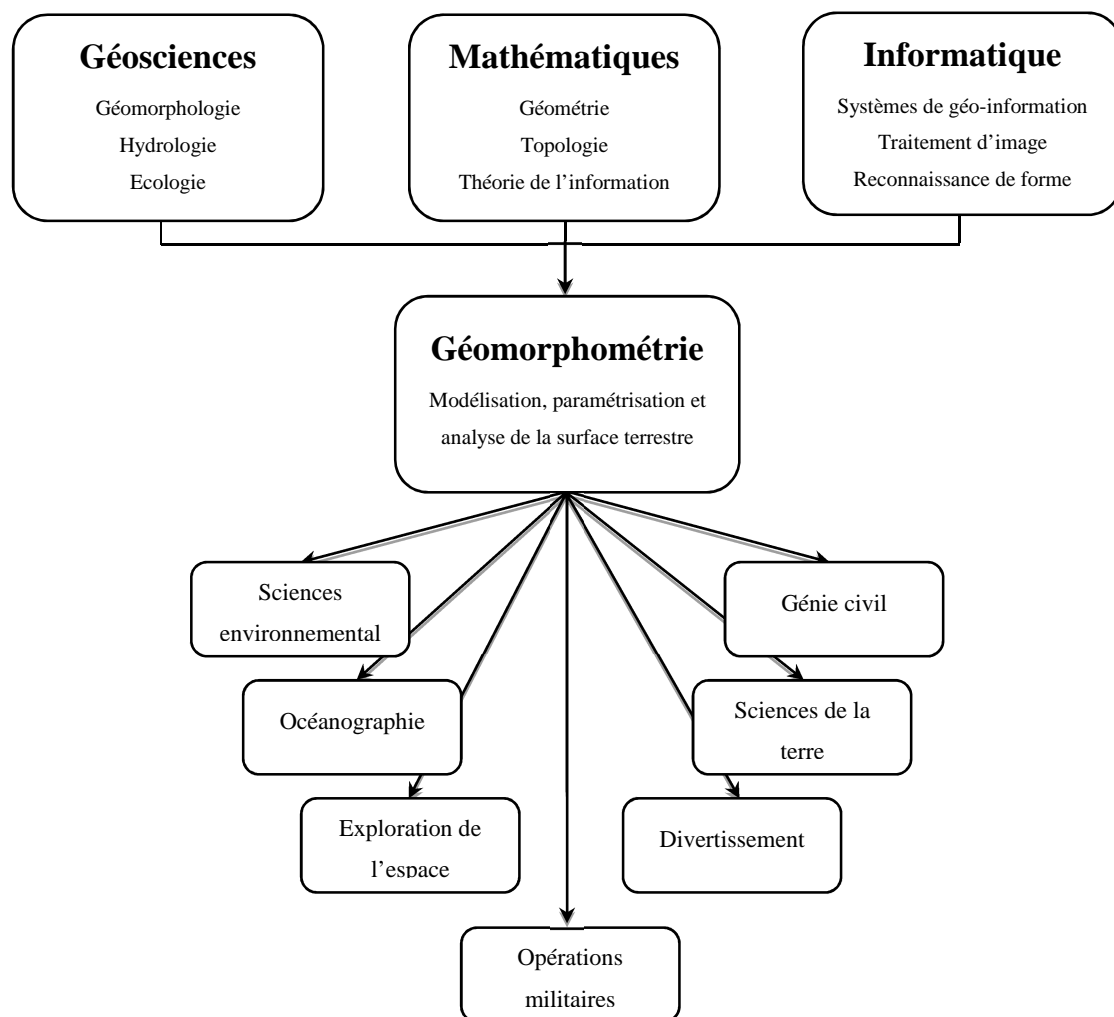 Géosciences
Géomorphologie
Hydrologie
Ecologie
Mathématiques
Géométrie
Topologie
Théorie de l’information
Informatique
Systèmes de géo-information
Traitement d’image
Reconnaissance de forme
Géomorphométrie
Modélisation, paramétrisation et
analyse de la surface terrestre
Sciences
environnemental
Génie civil
Océanographie
Sciences de la
terre
Exploration de
l’espace
Divertissement
Opérations
militaires